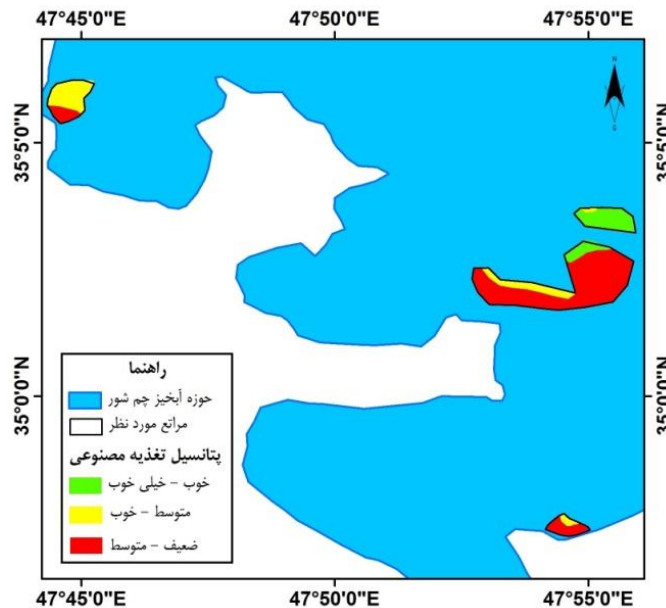 47°45'0"E 47°50'0"E 47°55'0"E
N
S
35°5'0"N 35°5'0"N
35°0'0"N 35°0'0"N
راهنما
حوزه آبخیز چم شور
مراتع مورد نظر
پتانسیل تغذیه مصنوعی
خوب - خیلی خوب
متوسط - خوب
ضعیف - متوسط
47°45'0"E 47°50'0"E 47°55'0"E